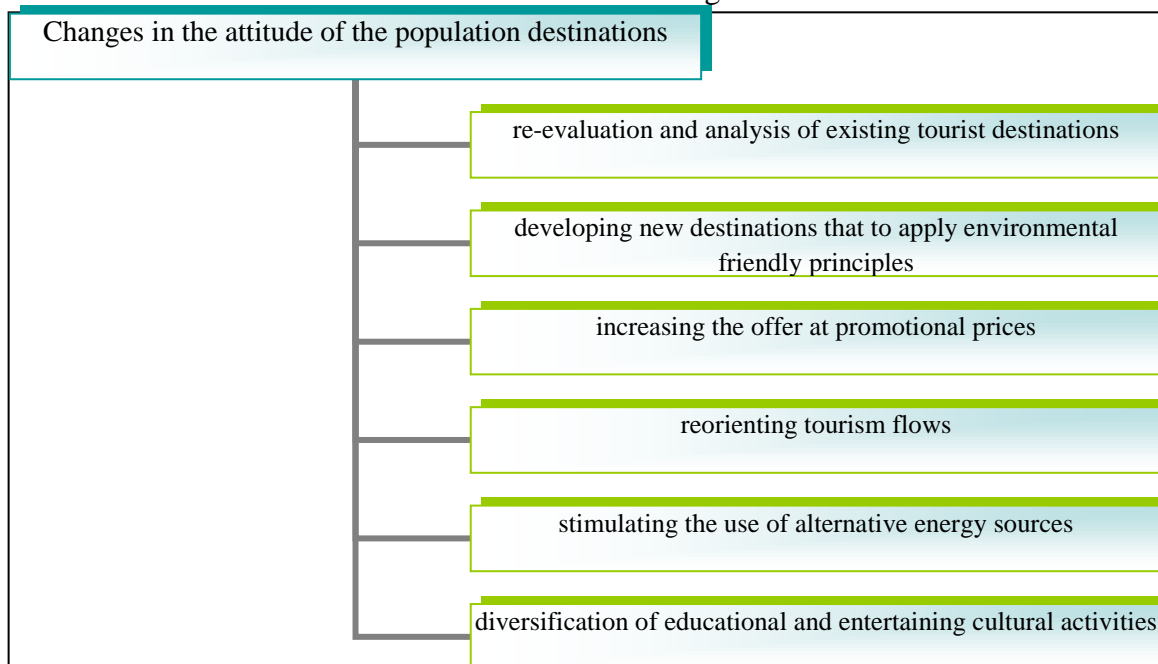 Changes in the attitude of the population destinations
re-evaluation and analysis of existing tourist destinations
developing new destinations that to apply environmental
friendly principles
increasing the offer at promotional prices
reorienting tourism flows
stimulating the use of alternative energy sources
diversification of educational and entertaining cultural activities